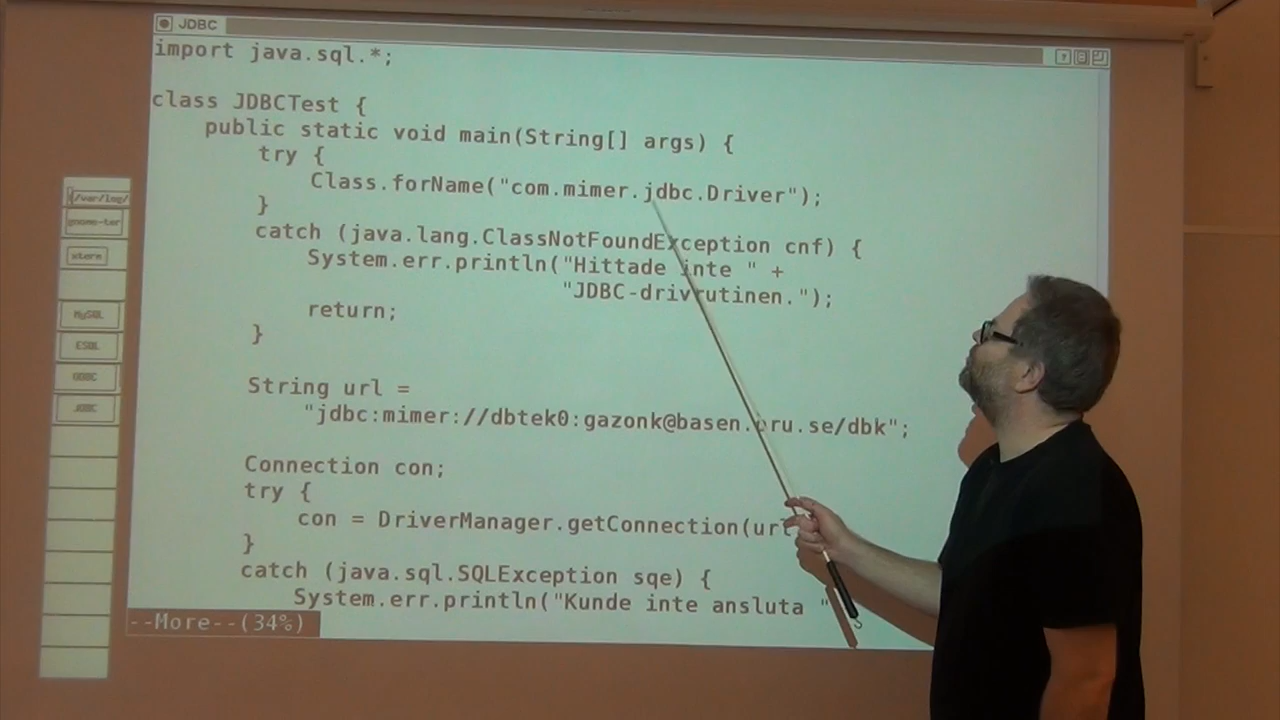 JDBC
import java.sql.*;
class JDBCTest {
public static void main(String[] args) {
try {
Class.forName("com.mimer.jdbc.Driver");
}
catch (java.lang.ClassNotFoundException cnf) {
System.err.println("Hittade inte " +
"JDBC-drivrutinen.");
return;
}
String url =
"jdbc:mimer://dbtek0:gazonk@basen.oru.se/dbk";
Connection con;
try {
con = DriverManager.getConnection(url
}
catch (java.sql.SQLException sqe) {
System.err.println("Kunde inte ansluta "
--More--(34%)
/var/log/
gnome-ter
xterm
MySQL
ESQL
ODBC
JDBC